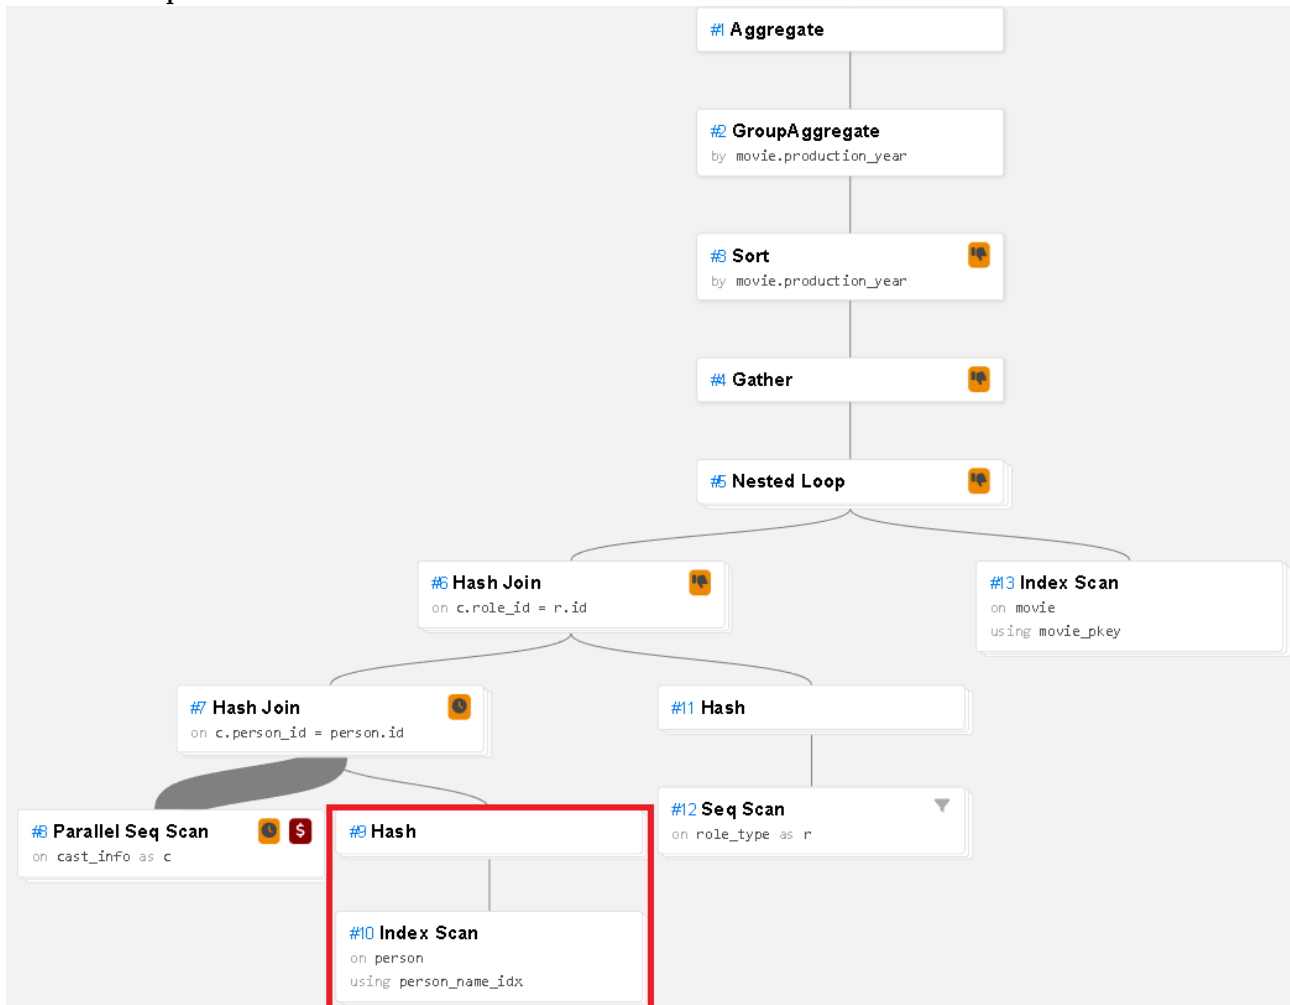 #1 Aggregate
#2 GroupAggregate
by movie.production_year
#3 Sort
by movie.production_year
#4 Gather
#5 Nested Loop
#6 Hash Join
on c.role_id = r.id
#13 Index Scan
on movie
using movie_pkey
#7 Hash Join
on c.person_id = person.id
#11 Hash
#8 Parallel Seq Scan $
on cast_info as c
#9 Hash
#12 Seq Scan
on role_type as r
#10 Index Scan
on person
using person_name_idx